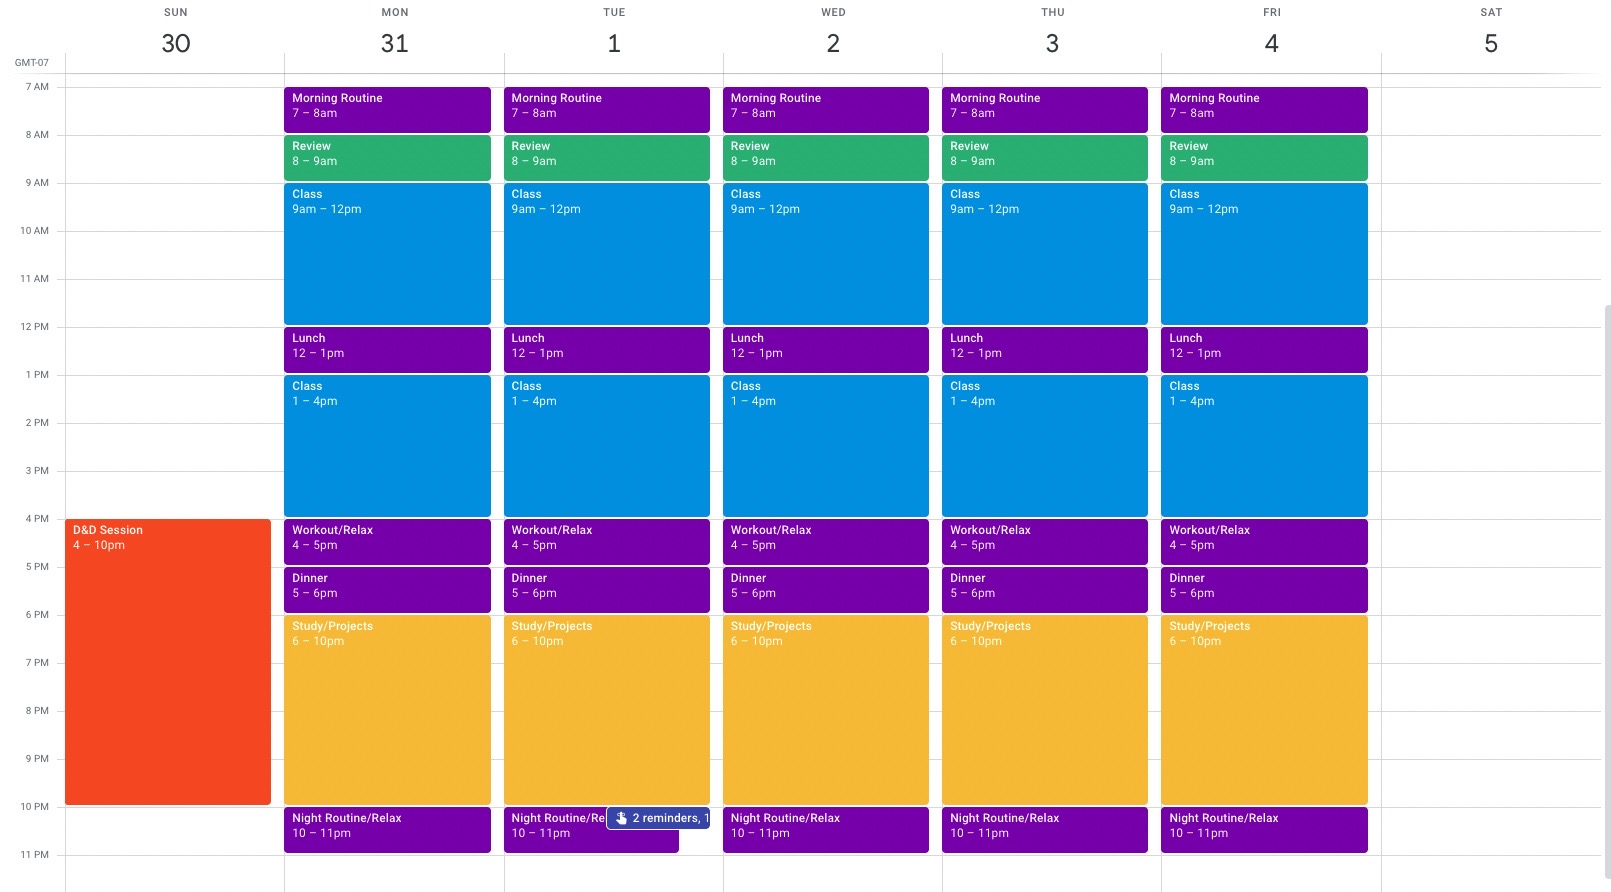 SUN MON TUE WED THU FRI SAT
30 31 1 2 3 4 5
GMT-07
7 AM
Morning Routine Morning Routine Morning Routine Morning Routine Morning Routine
7 – 8am 7 – 8am 7 – 8am 7 – 8am 7 – 8am
8 AM
Review Review Review Review Review
8 – 9am 8 – 9am 8 – 9am 8 – 9am 8 – 9am
9 AM
Class Class Class Class Class
9am – 12pm 9am – 12pm 9am – 12pm 9am – 12pm 9am – 12pm
10 AM
11 AM
12 PM
Lunch Lunch Lunch Lunch Lunch
12 – 1pm 12 – 1pm 12 – 1pm 12 – 1pm 12 – 1pm
1 PM
Class Class Class Class Class
1 – 4pm 1 – 4pm 1 – 4pm 1 – 4pm 1 – 4pm
2 PM
3 PM
4 PM
D&D Session Workout/Relax Workout/Relax Workout/Relax Workout/Relax Workout/Relax
4 – 10pm 4 – 5pm 4 – 5pm 4 – 5pm 4 – 5pm 4 – 5pm
5 PM
Dinner Dinner Dinner Dinner Dinner
5 – 6pm 5 – 6pm 5 – 6pm 5 – 6pm 5 – 6pm
6 PM
Study/Projects Study/Projects Study/Projects Study/Projects Study/Projects
6 – 10pm 6 – 10pm 6 – 10pm 6 – 10pm 6 – 10pm
7 PM
8 PM
9 PM
10 PM
Night Routine/Relax Night Routine/Re 2 reminders, 1 Night Routine/Relax Night Routine/Relax Night Routine/Relax
10 – 11pm 10 – 11pm 10 – 11pm 10 – 11pm 10 – 11pm
11 PM